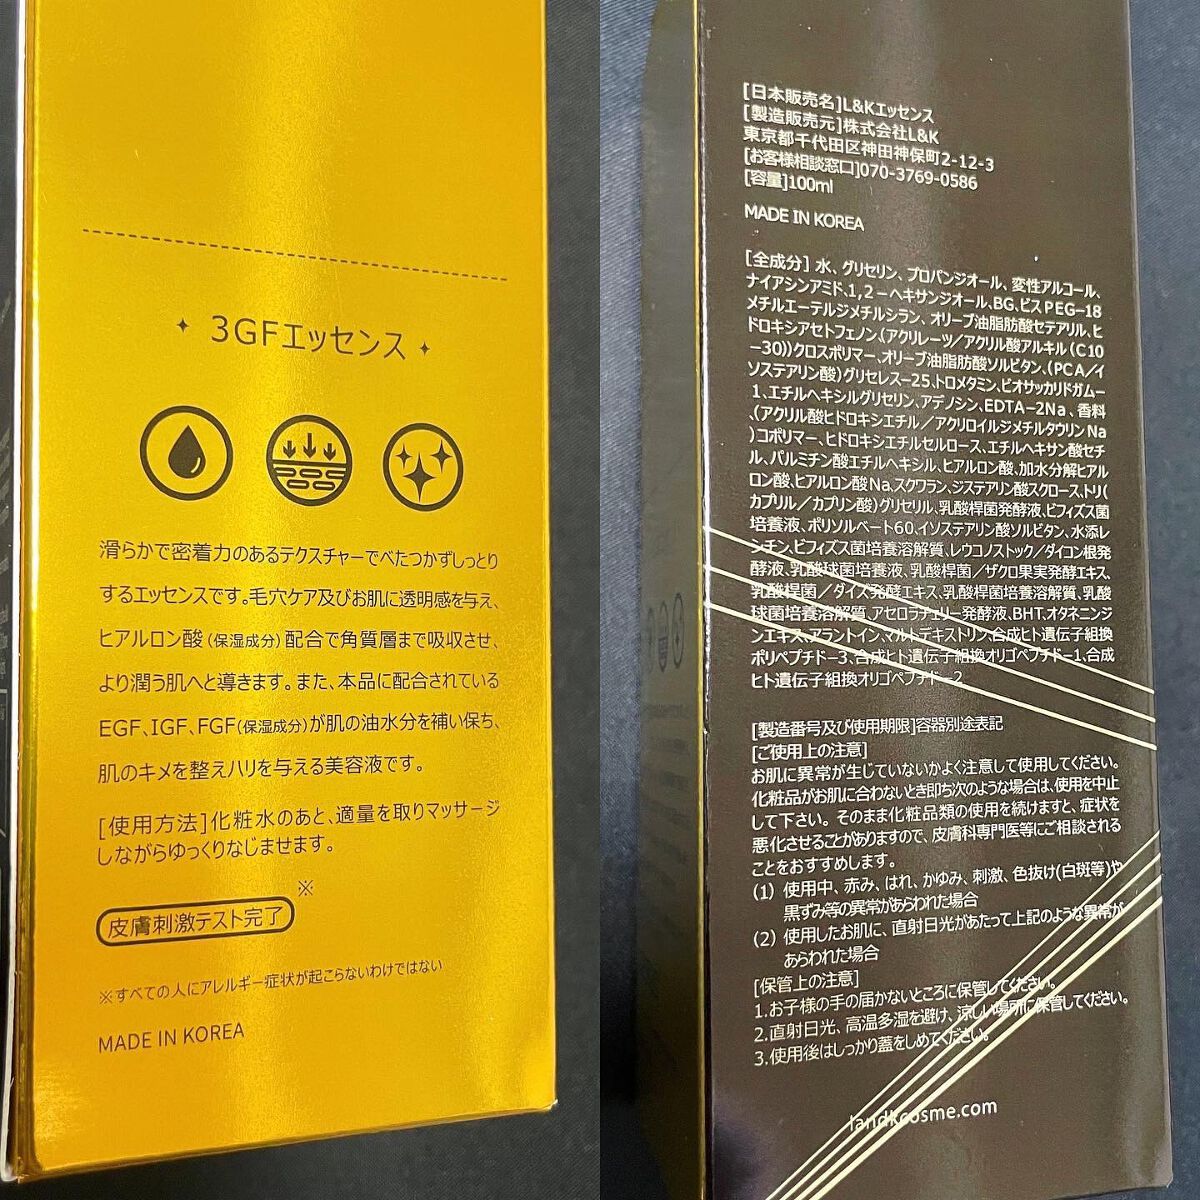 3GFエッセンス
滑らかで密着力のあるテクスチャーでべたつかずしっとり
するエッセンスです。毛穴ケア及びお肌に透明感を与え、
ヒアルロン酸(保湿成分)配合で角質層まで吸収させ、
より潤う肌へと導きます。また、本品に配合されている
EGF、IGF、FGF(保湿成分)が肌の油水分を補い保ち、
肌のキメを整えハリを与える美容液です。
[使用方法]化粧水のあと、適量を取りマッサージ
しながらゆっくりなじませます。
皮膚刺激テスト完了※
※すべての人にアレルギー症状が起こらないわけではない
MADE IN KOREA
[日本販売名]L&Kエッセンス
[製造販売元]株式会社L&K
東京都千代田区神田神保町2-12-3
[お客様相談窓口]070-3769-0586
[容量]100ml
MADE IN KOREA
[全成分] 水、グリセリン、プロパンジオール、変性アルコール、
ナイアシンアミド、1,2-ヘキサンジオール、BG、ビスPEG-18
メチルエーテルジメチルシラン、オリーブ油脂肪酸セテアリル、ヒ
ドロキシアセトフェノン、(アクリレーツ/アクリル酸アルキル(C10
-30))クロスポリマー、オリーブ油脂肪酸ソルビタン、(PCA/イ
ソステアリン酸)グリセレス-25、トロメタミン、ビオサッカリドガム-
1、エチルヘキシルグリセリン、アデノシン、EDTA-2Na、香料
、(アクリル酸ヒドロキシエチル/アクリロイルジメチルタウリンNa
)コポリマー、ヒドロキシエチルセルロース、エチルヘキサン酸セチ
ル、パルミチン酸エチルヘキシル、ヒアルロン酸、加水分解ヒアル
ロン酸、ヒアルロン酸Na、スクワラン、ジステアリン酸スクロース、トリ(
カプリル/カプリン酸)グリセリル、乳酸桿菌発酵液、ビフィズス菌
培養液、ポリソルベート60、イソステアリン酸ソルビタン、水添レ
シチン、ビフィズス菌培養溶解質、レウコノストック/ダイコン根発
酵液、乳酸球菌培養液、乳酸桿菌/ザクロ果実発酵エキス、
乳酸桿菌/ダイズ発酵エキス、乳酸桿菌培養溶解質、乳酸
球菌培養溶解質、アセロラチェリー発酵液、BHT、オタネニンジ
ンエキス、アラントイン、マルトデキストリン、合成ヒト遺伝子組換
ポリペプチド-3、合成ヒト遺伝子組換オリゴペプチド-1、合成
ヒト遺伝子組換オリゴペプチド-2
[製造番号及び使用期限]容器別途表記
[ご使用上の注意]
お肌に異常が生じていないかよく注意して使用してください。
化粧品がお肌に合わないとき即ち次のような場合は、使用を中止
して下さい。そのまま化粧品類の使用を続けますと、症状を
悪化させることがありますので、皮膚科専門医等にご相談される
ことをおすすめします。
(1) 使用中、赤み、はれ、かゆみ、刺激、色抜け(白斑等)や
黒ずみ等の異常があらわれた場合
(2) 使用したお肌に、直射日光があたって上記のような異常が
あらわれた場合
[保管上の注意]
1.お子様の手の届かないところに保管してください。
2.直射日光、高温多湿を避け、涼しい場所に保管してください。
3.使用後はしっかり蓋をしめてください。
landkcosme.com